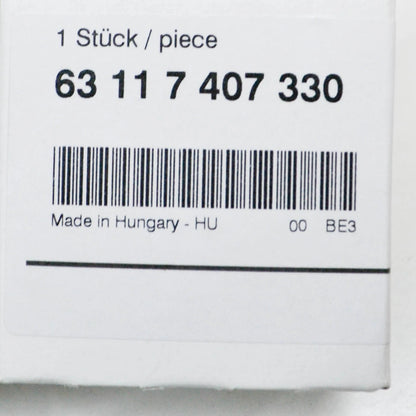 1 Stück / piece
63 11 7 407 330
Made in Hungary - HU 00 BE3